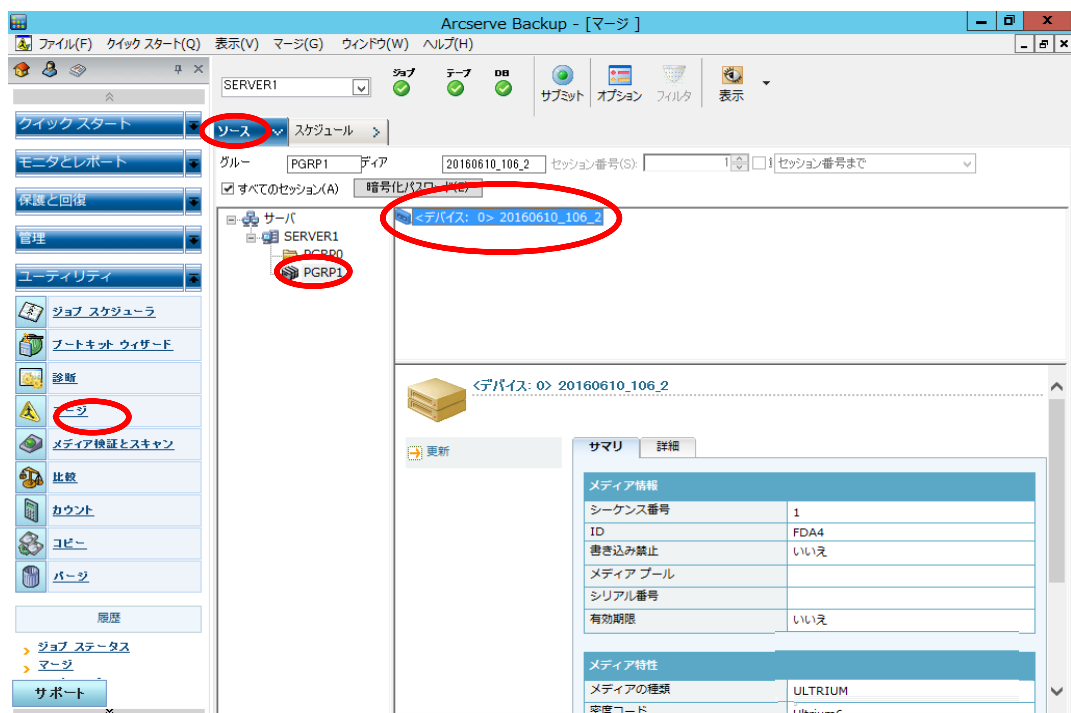 Arcserve Backup - [マージ ]
ファイル(F) クイック スタート(Q) 表示(V) マージ(G) ウィンドウ(W) ヘルプ(H)
SERVER1
ジョブ テープ DB
サブミット オプション フィルタ 表示
クイック スタート
モニタとレポート
保護と回復
管理
ユーティリティ
ジョブ スケジューラ
ブートキット ウィザード
診断
マージ
メディア検証とスキャン
比較
カウント
コピー
パージ
履歴
ジョブ ステータス
マージ
サポート
ソース スケジュール
グルー PGRP1 ディア 20160610_106_2 セッション番号(S): 1 セッション番号まで
すべてのセッション(A) 暗号化パスワード(E)
サーバ
SERVER1
PGRP0
PGRP1
<デバイス: 0> 20160610_106_2
<デバイス: 0> 20160610_106_2
更新
サマリ 詳細
メディア情報
シーケンス番号 1
ID FDA4
書き込み禁止 いいえ
メディア プール
シリアル番号
有効期限 いいえ
メディア特性
メディアの種類 ULTRIUM
密度コード